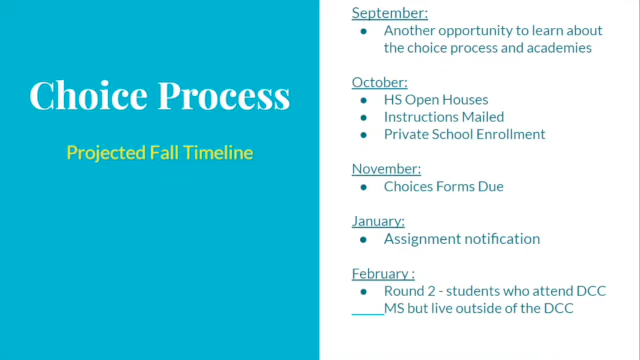 Choice Process
Projected Fall Timeline
September:
● Another opportunity to learn about
the choice process and academies
October:
● HS Open Houses
● Instructions Mailed
● Private School Enrollment
November:
● Choices Forms Due
January:
● Assignment notification
February :
● Round 2 - students who attend DCC
MS but live outside of the DCC